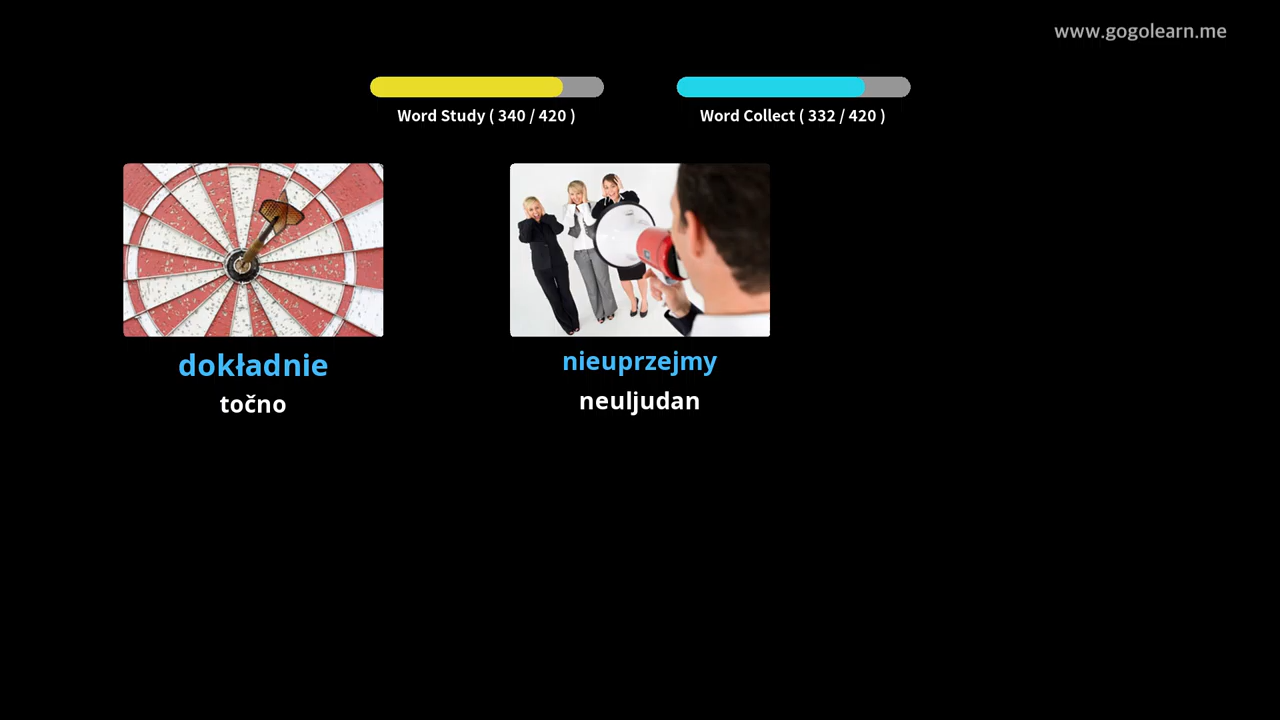 www.gogolearn.me
Word Study ( 340 / 420 )
Word Collect ( 332 / 420 )
dokładnie
točno
nieuprzejmy
neuljudan